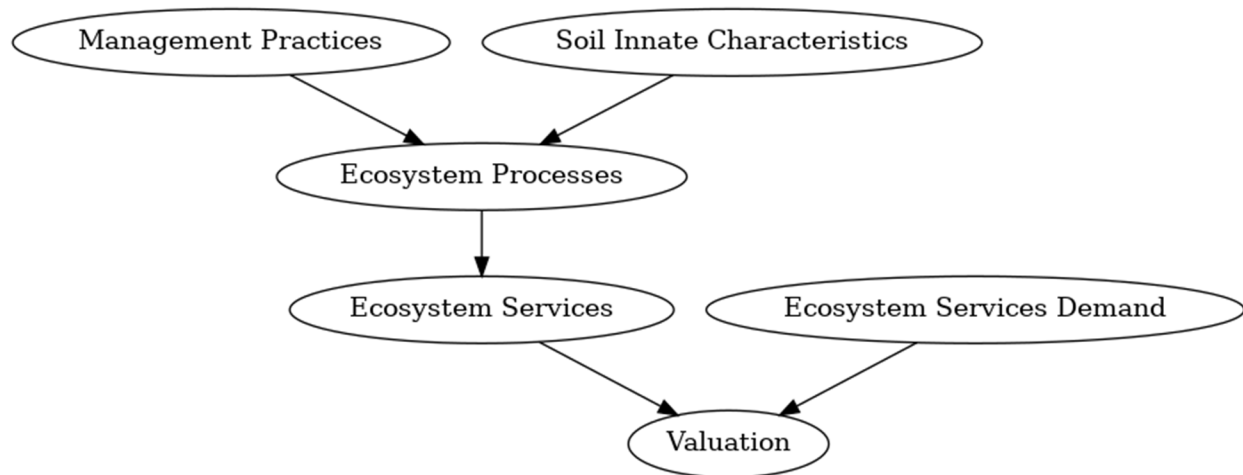 Management Practices
Soil Innate Characteristics
Ecosystem Processes
Ecosystem Services
Ecosystem Services Demand
Valuation